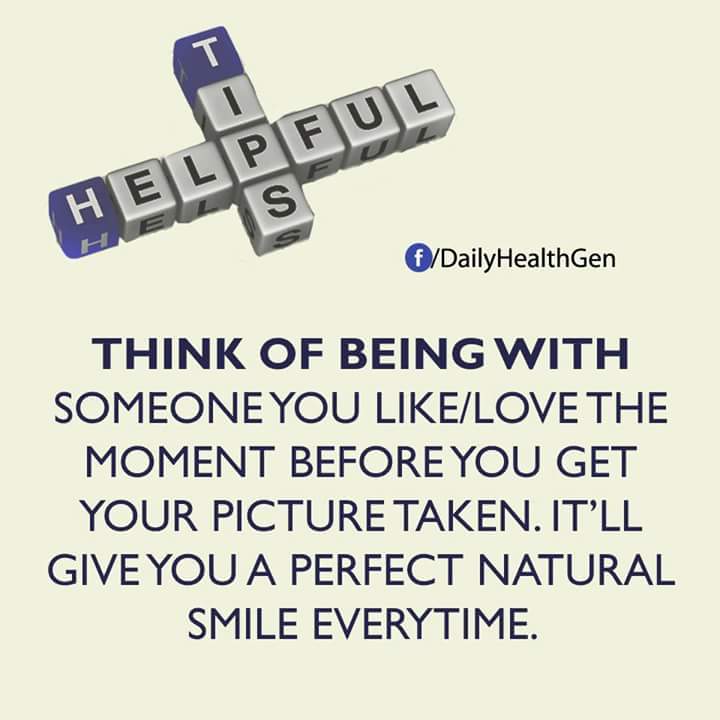 TIPS
HELPFUL
f/DailyHealthGen
THINK OF BEING WITH
SOMEONE YOU LIKE/LOVE THE
MOMENT BEFORE YOU GET
YOUR PICTURE TAKEN. IT'LL
GIVE YOU A PERFECT NATURAL
SMILE EVERYTIME.